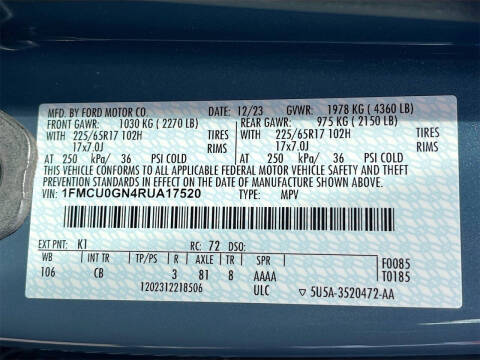 MFD. BY FORD MOTOR CO. DATE: 12/23 GVWR: 1978 KG (4360 LB)
FRONT GAWR: 1030 KG (2270 LB) REAR GAWR: 975 KG (2150 LB)
WITH 225/65R17 102H TIRES WITH 225/65R17 102H TIRES
17x7.0J RIMS 17x7.0J RIMS
AT 250 kPa/ 36 PSI COLD AT 250 kPa/ 36 PSI COLD
THIS VEHICLE CONFORMS TO ALL APPLICABLE FEDERAL MOTOR VEHICLE SAFETY AND THEFT
PREVENTION STANDARDS IN EFFECT ON THE DATE OF MANUFACTURE SHOWN ABOVE.
VIN: 1FMCU0GN4RUA17520 TYPE: MPV
EXT PNT: K1 RC: 72 DSO:
WB INT TR TP/PS R AXLE TR SPR F0085
106 CB 3 81 8 AAAA T0185
1202312218506 ULC ▽ 5U5A-3520472-AA